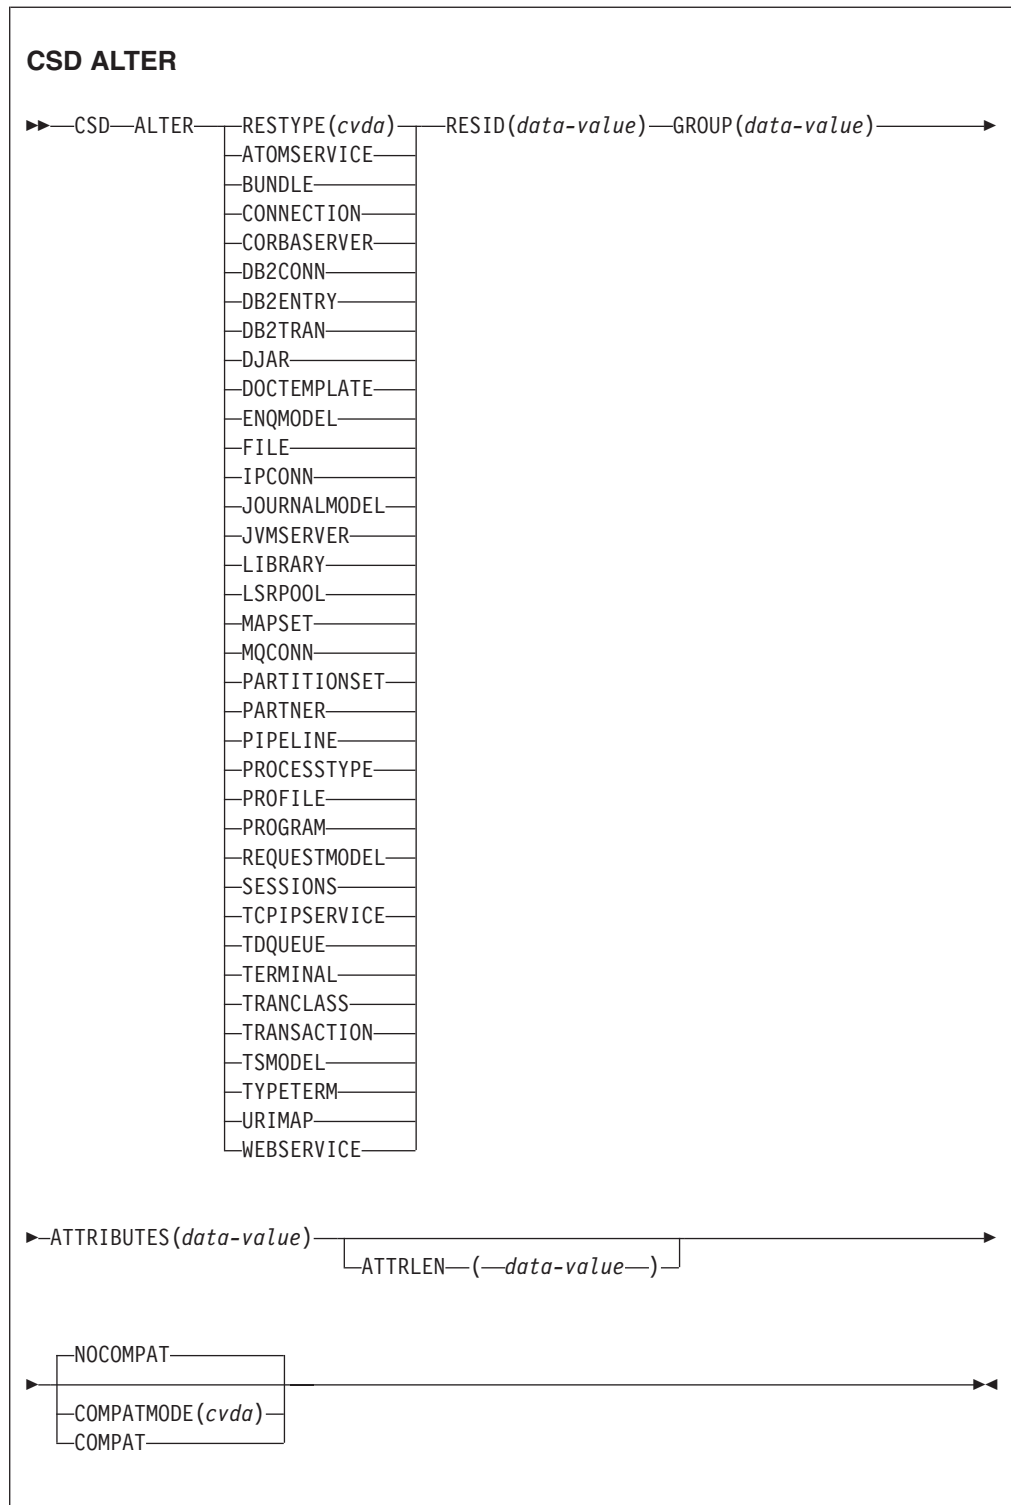 CSD ALTER
CSD ALTER RESTYPE(cvda) RESID(data-value) GROUP(data-value)
ATOMSERVICE
BUNDLE
CONNECTION
CORBASERVER
DB2CONN
DB2ENTRY
DB2TRAN
DJAR
DOCTEMPLATE
ENQMODEL
FILE
IPCONN
JOURNALMODEL
JVMSERVER
LIBRARY
LSRPOOL
MAPSET
MQCONN
PARTITIONSET
PARTNER
PIPELINE
PROCESSTYPE
PROFILE
PROGRAM
REQUESTMODEL
SESSIONS
TCPIPSERVICE
TDQUEUE
TERMINAL
TRANCLASS
TRANSACTION
TSMODEL
TYPETERM
URIMAP
WEBSERVICE
ATTRIBUTES(data-value)
ATTRLEN ( data-value )
NOCOMPAT
COMPATMODE(cvda)
COMPAT